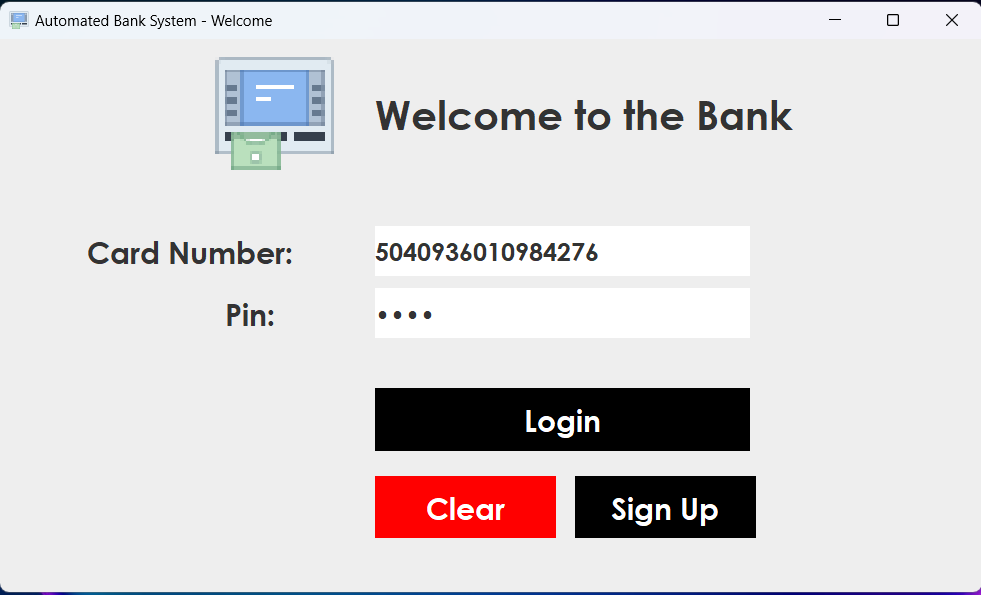 Automated Bank System - Welcome
Welcome to the Bank
Card Number: 5040936010984276
Pin: ••••
Login
Clear Sign Up